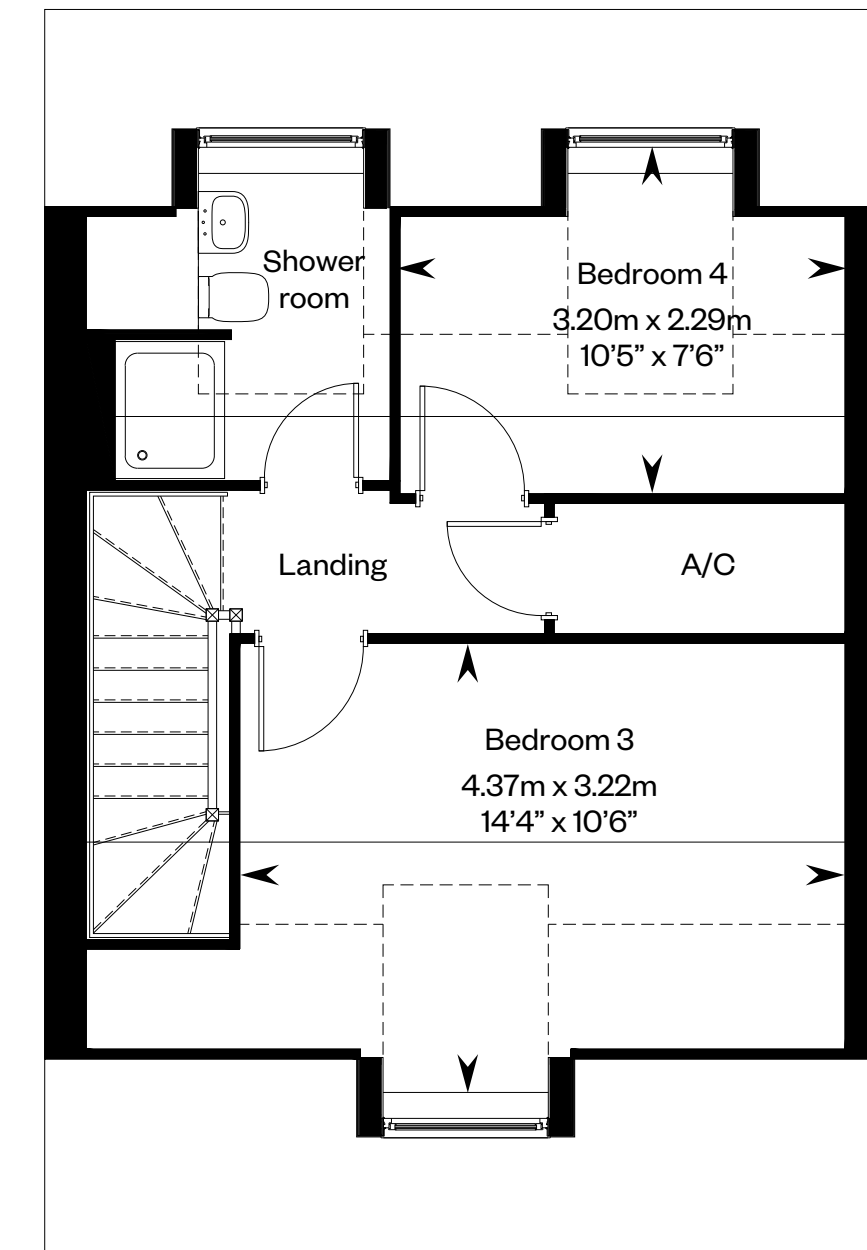 Shower
room
Bedroom 4
3.20m x 2.29m
10’5” x 7’6”
Landing
A/C
Bedroom 3
4.37m x 3.22m
14’4” x 10’6”